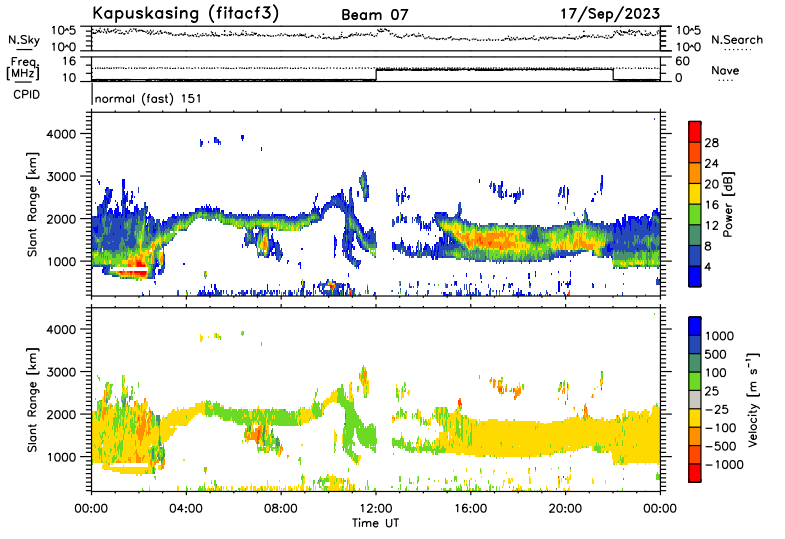 Kapuskasing (fitacf3) Beam 07 17/Sep/2023
N.Sky 10^5 10^0 10^5 10^0 N.Search
Freq. [MHz] 16 10 60 0 Nave
CPID normal (fast) 151
Slant Range [km] 4000 3000 2000 1000
28 24 20 16 12 8 4 Power [dB]
Slant Range [km] 4000 3000 2000 1000
1000 500 100 25 −25 −100 −500 −1000 Velocity [m s⁻¹]
00:00 04:00 08:00 12:00 16:00 20:00 00:00
Time UT